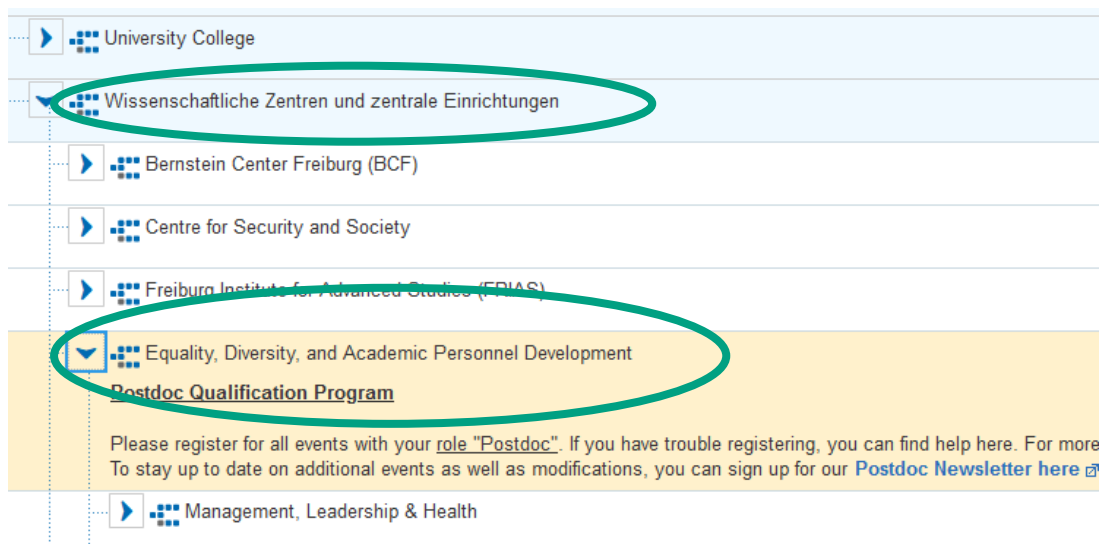 University College
Wissenschaftliche Zentren und zentrale Einrichtungen
Bernstein Center Freiburg (BCF)
Centre for Security and Society
Freiburg Institute for Advanced Studies (FRIAS)
Equality, Diversity, and Academic Personnel Development
Postdoc Qualification Program
Please register for all events with your role "Postdoc". If you have trouble registering, you can find help here. For more
To stay up to date on additional events as well as modifications, you can sign up for our Postdoc Newsletter here
Management, Leadership & Health